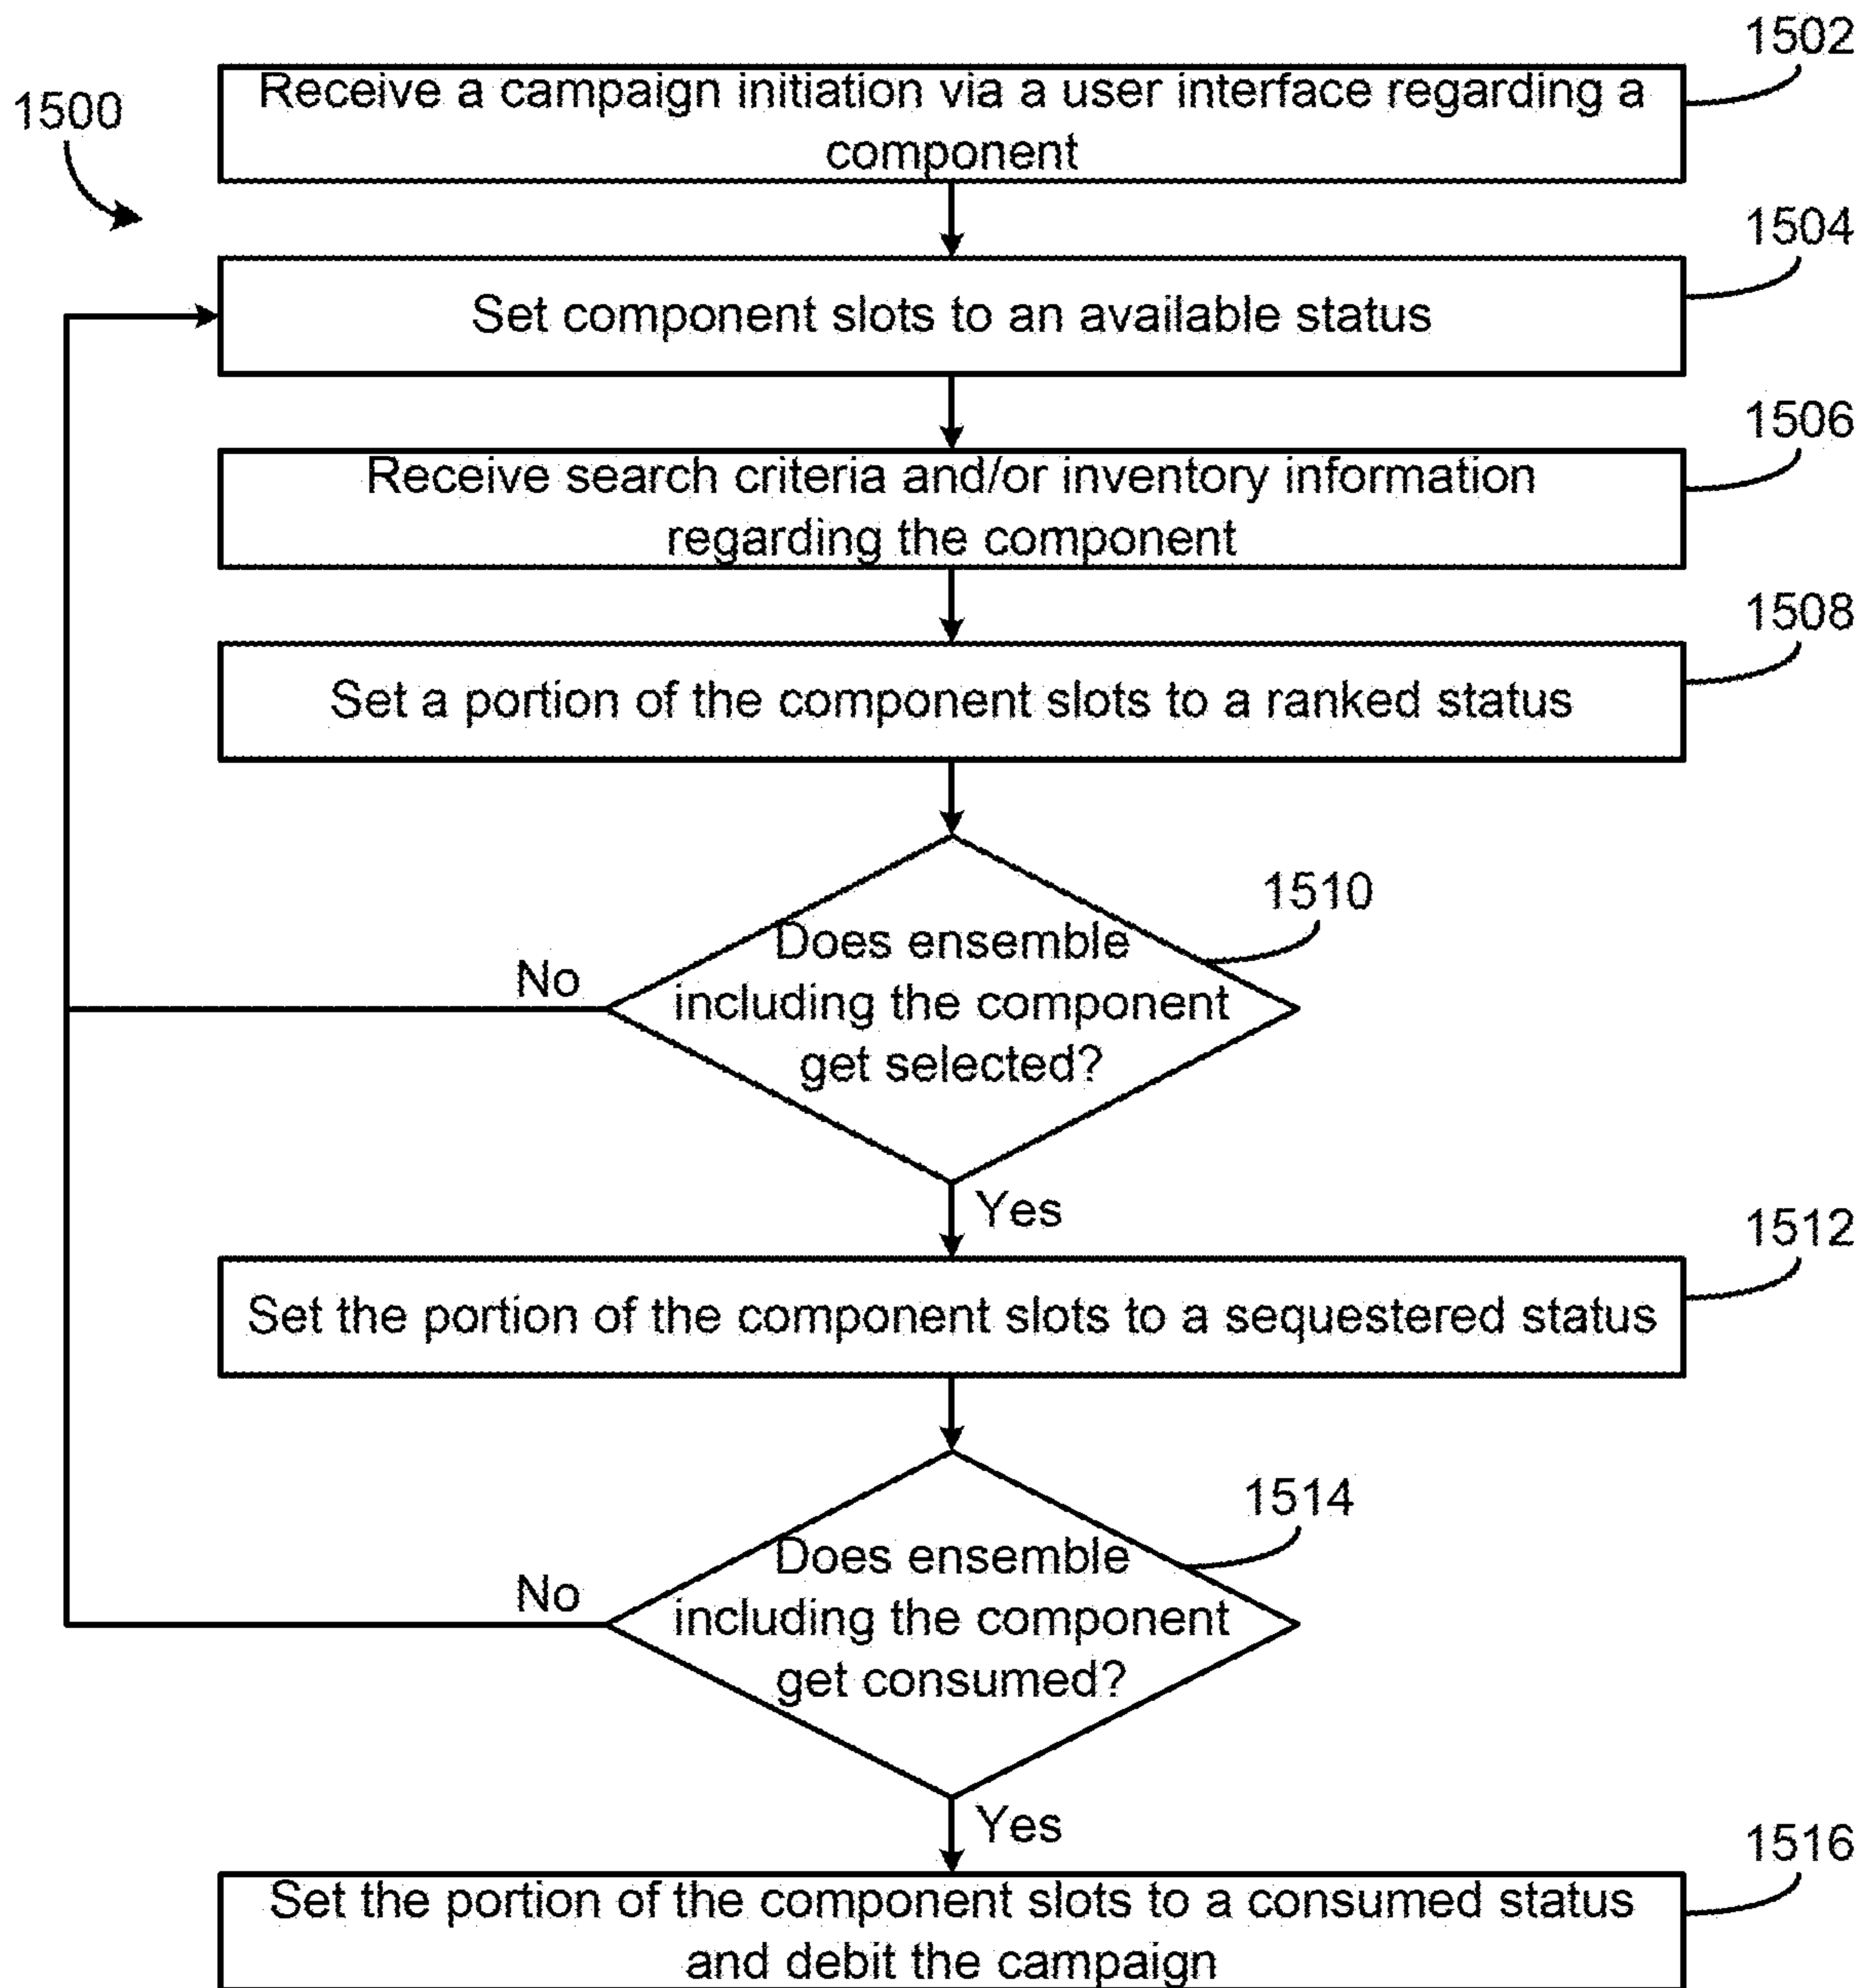 1502
Receive a campaign initiation via a user interface regarding a
component
1500
1504
Set component slots to an available status
1506
Receive search criteria and/or inventory information
regarding the component
1508
Set a portion of the component slots to a ranked status
1510
Does ensemble
including the component
get selected?
No
Yes
1512
Set the portion of the component slots to a sequestered status
1514
Does ensemble
including the component
get consumed?
No
Yes
1516
Set the portion of the component slots to a consumed status
and debit the campaign